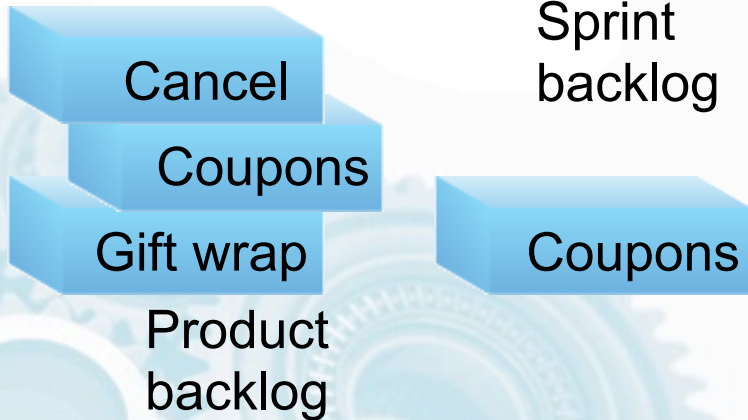 Sprint
backlog
Cancel
Coupons
Gift wrap
Coupons
Product
backlog